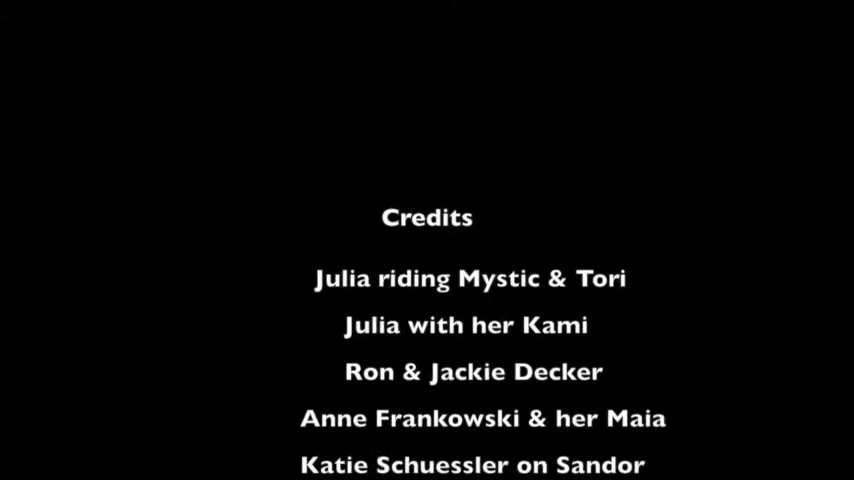 Credits
Julia riding Mystic & Tori
Julia with her Kami
Ron & Jackie Decker
Anne Frankowski & her Maia
Katie Schuessler on Sandor